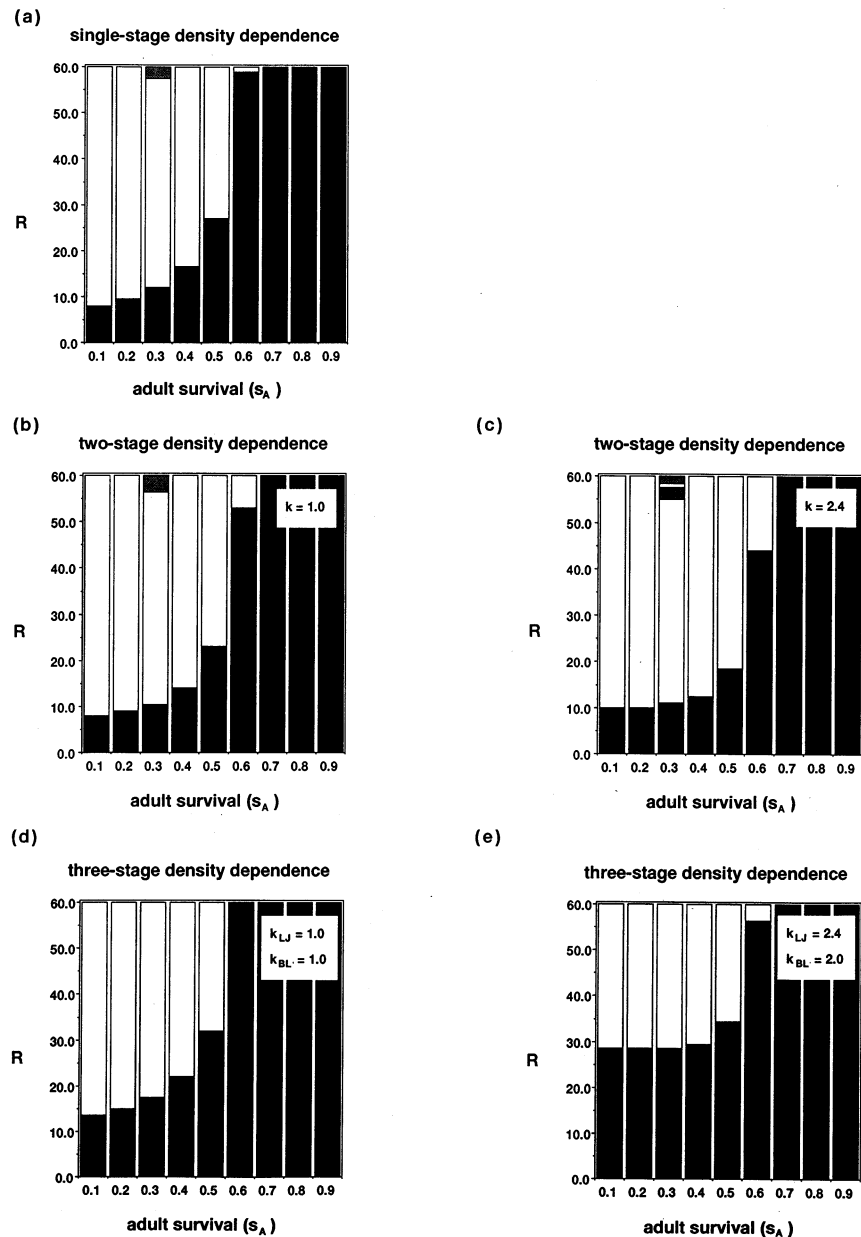 (a)
single-stage density dependence
60.0
50.0
40.0
30.0
20.0
10.0
0.0
R
0.1 0.2 0.3 0.4 0.5 0.6 0.7 0.8 0.9
adult survival (sA )
(b)
two-stage density dependence
60.0
50.0
40.0
30.0
20.0
10.0
0.0
R
k = 1.0
0.1 0.2 0.3 0.4 0.5 0.6 0.7 0.8 0.9
adult survival (sA )
(c)
two-stage density dependence
60.0
50.0
40.0
30.0
20.0
10.0
0.0
R
k = 2.4
0.1 0.2 0.3 0.4 0.5 0.6 0.7 0.8 0.9
adult survival (sA )
(d)
three-stage density dependence
60.0
50.0
40.0
30.0
20.0
10.0
0.0
R
kLJ = 1.0
kBL = 1.0
0.1 0.2 0.3 0.4 0.5 0.6 0.7 0.8 0.9
adult survival (sA )
(e)
three-stage density dependence
60.0
50.0
40.0
30.0
20.0
10.0
0.0
R
kLJ = 2.4
kBL = 2.0
0.1 0.2 0.3 0.4 0.5 0.6 0.7 0.8 0.9
adult survival (sA )